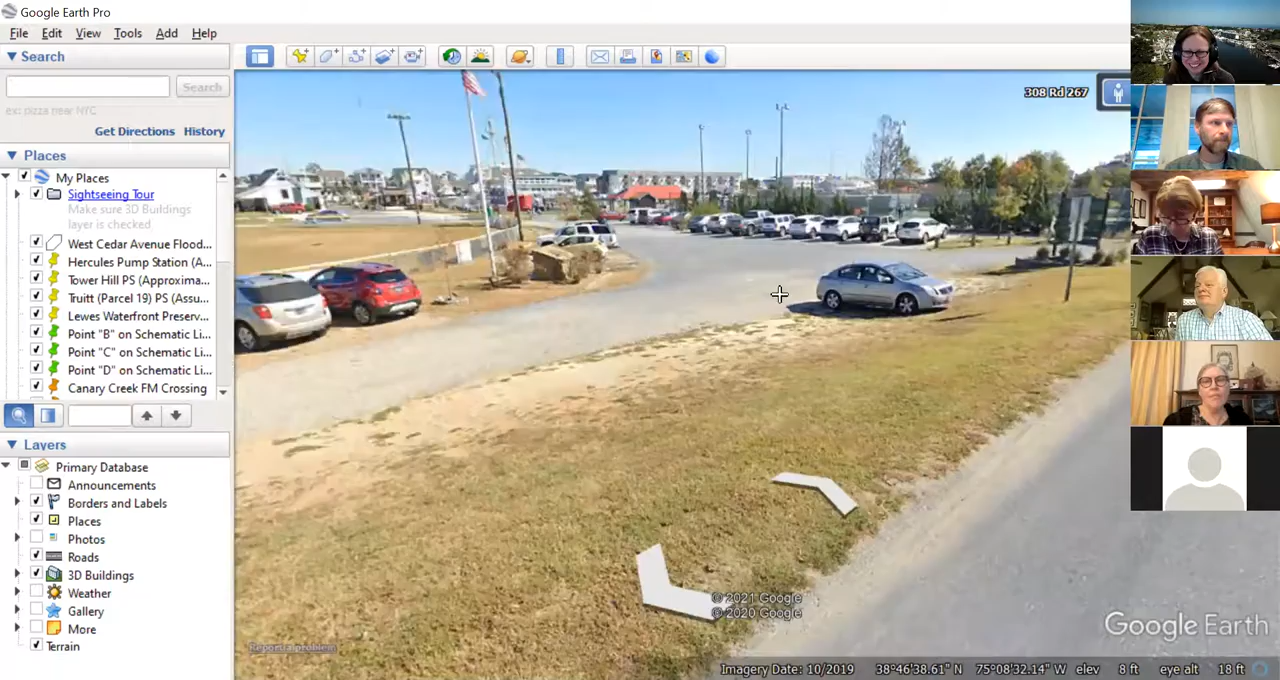 Google Earth Pro
File Edit View Tools Add Help
Search
Search
ex: pizza near NYC
Get Directions History
Places
My Places
Sightseeing Tour
Make sure 3D Buildings
layer is checked
West Cedar Avenue Flood...
Hercules Pump Station (A...
Tower Hill PS (Approxima...
Truitt (Parcel 19) PS (Assu...
Lewes Waterfront Preserv...
Point "B" on Schematic Li...
Point "C" on Schematic Li...
Point "D" on Schematic Li...
Canary Creek FM Crossing
Layers
Primary Database
Announcements
Borders and Labels
Places
Photos
Roads
3D Buildings
Weather
Gallery
More
Terrain
308 Rd 267
© 2021 Google
© 2020 Google
Report a problem
Google Earth
Imagery Date: 10/2019 38°46'38.61" N 75°08'32.14" W elev 8 ft eye alt 18 ft